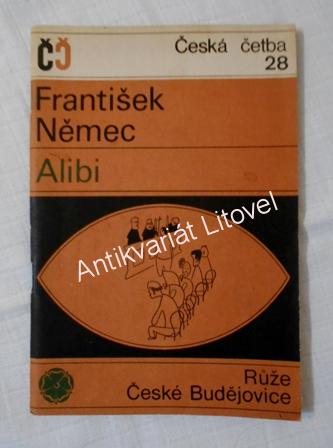 ČČ
Česká četba
28
František
Němec
Alibi
Antikvariát Litovel
Růže
České Budějovice